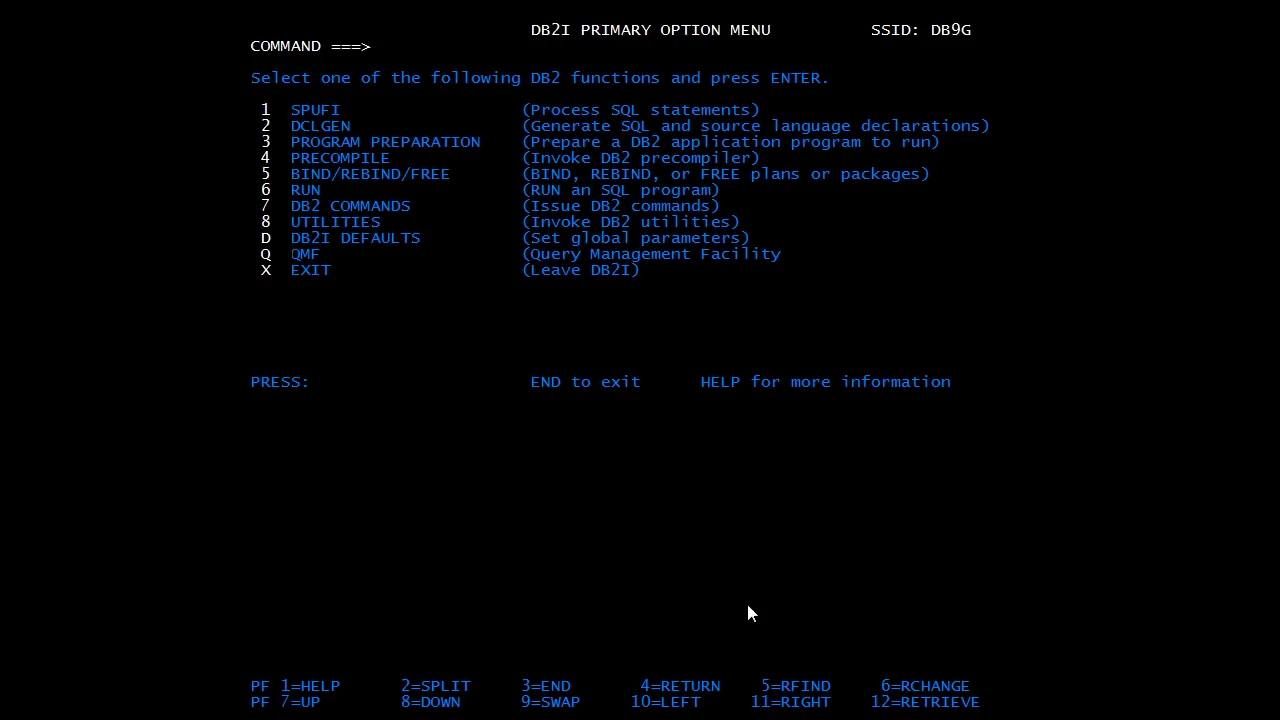 DB2I PRIMARY OPTION MENU SSID: DB9G
COMMAND ===>
Select one of the following DB2 functions and press ENTER.
1 SPUFI (Process SQL statements)
2 DCLGEN (Generate SQL and source language declarations)
3 PROGRAM PREPARATION (Prepare a DB2 application program to run)
4 PRECOMPILE (Invoke DB2 precompiler)
5 BIND/REBIND/FREE (BIND, REBIND, or FREE plans or packages)
6 RUN (RUN an SQL program)
7 DB2 COMMANDS (Issue DB2 commands)
8 UTILITIES (Invoke DB2 utilities)
D DB2I DEFAULTS (Set global parameters)
Q QMF (Query Management Facility
X EXIT (Leave DB2I)
PRESS: END to exit HELP for more information
PF 1=HELP 2=SPLIT 3=END 4=RETURN 5=RFIND 6=RCHANGE
PF 7=UP 8=DOWN 9=SWAP 10=LEFT 11=RIGHT 12=RETRIEVE